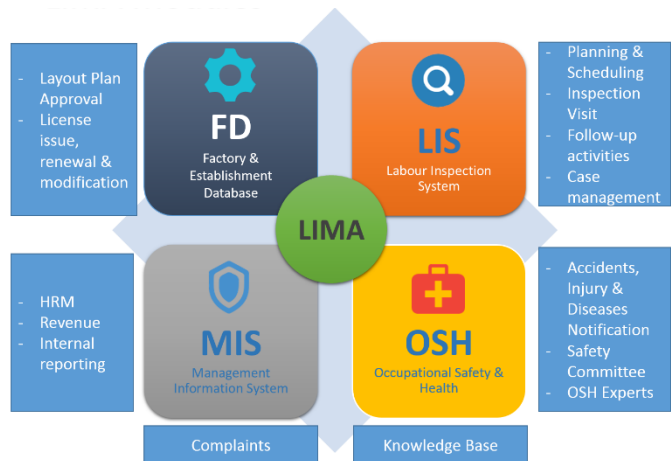 - Layout Plan
Approval
- License
issue,
renewal &
modification
FD
Factory &
Establishment
Database
LIS
Labour Inspection
System
- Planning &
Scheduling
- Inspection
Visit
- Follow-up
activities
- Case
management
LIMA
- HRM
- Revenue
- Internal
reporting
MIS
Management
Information System
OSH
Occupational Safety &
Health
- Accidents,
Injury &
Diseases
Notification
- Safety
Committee
- OSH Experts
Complaints
Knowledge Base